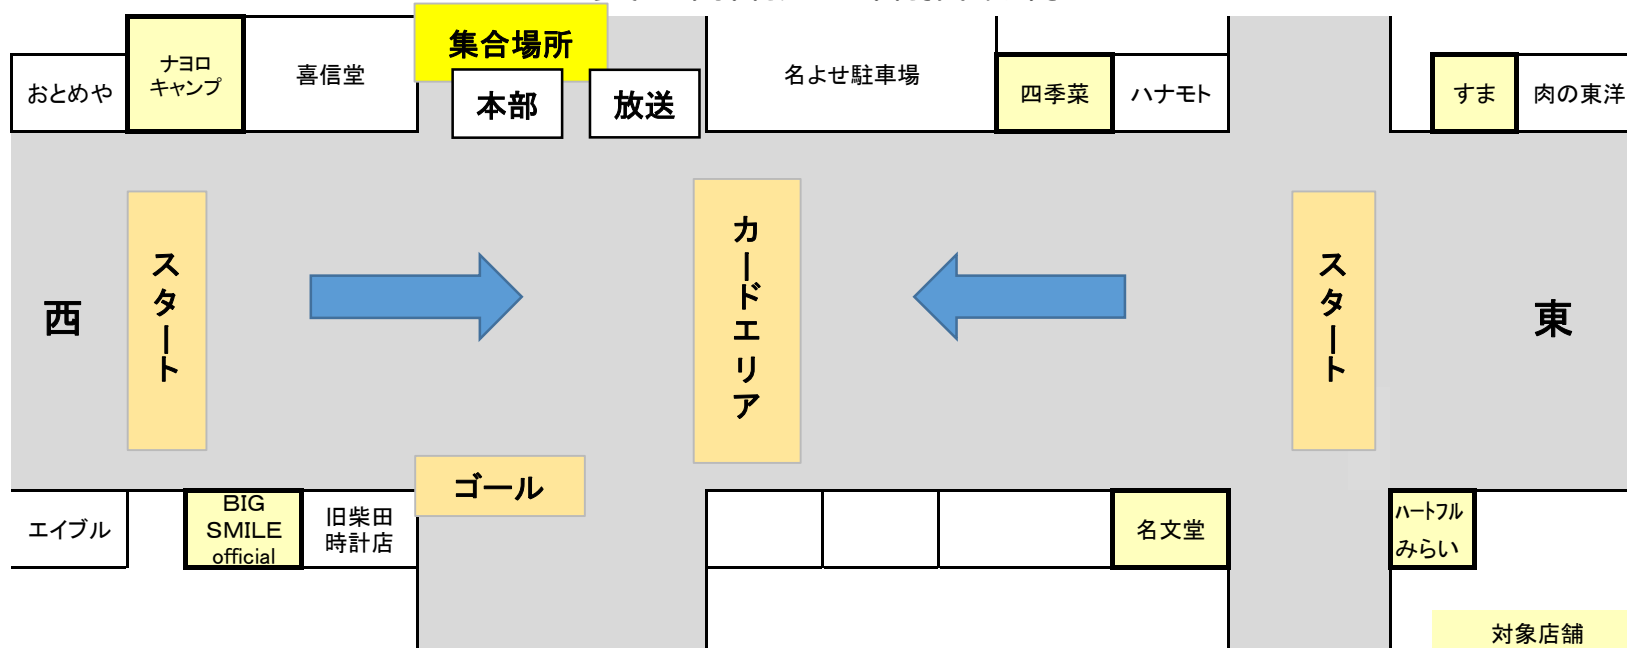 集合場所
本部
放送
おとめや
ナヨロ
キャンプ
喜信堂
名よせ駐車場
四季菜
ハナモト
すま
肉の東洋
西
スタート
カードエリア
スタート
東
ゴール
エイブル
BIG
SMILE
official
旧柴田
時計店
名文堂
ハートフル
みらい
対象店舗